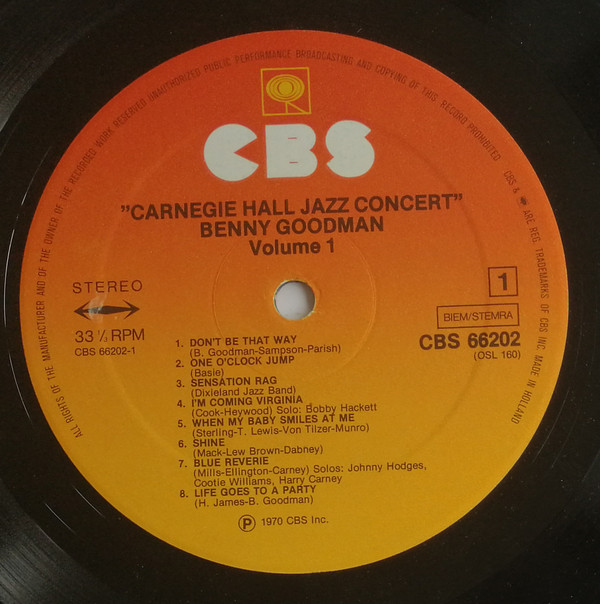 ALL RIGHTS OF THE MANUFACTURER AND OF THE OWNER OF THE RECORDED WORK RESERVED UNAUTHORIZED PUBLIC PERFORMANCE BROADCASTING AND COPYING OF THIS RECORD PROHIBITED
CBS & ARE REG. TRADEMARKS OF CBS INC. MADE IN HOLLAND
CBS
"CARNEGIE HALL JAZZ CONCERT"
BENNY GOODMAN
Volume 1
STEREO
33 ⅓ RPM
CBS 66202-1
1
BIEM/STEMRA
CBS 66202
(OSL 160)
1. DON'T BE THAT WAY
(B. Goodman-Sampson-Parish)
2. ONE O'CLOCK JUMP
(Basie)
3. SENSATION RAG
(Dixieland Jazz Band)
4. I'M COMING VIRGINIA
(Cook-Heywood) Solo: Bobby Hackett
5. WHEN MY BABY SMILES AT ME
(Sterling-T. Lewis-Von Tilzer-Munro)
6. SHINE
(Mack-Lew Brown-Dabney)
7. BLUE REVERIE
(Mills-Ellington-Carney) Solos: Johnny Hodges,
Cootie Williams, Harry Carney
8. LIFE GOES TO A PARTY
(H. James-B. Goodman)
Ⓟ 1970 CBS Inc.